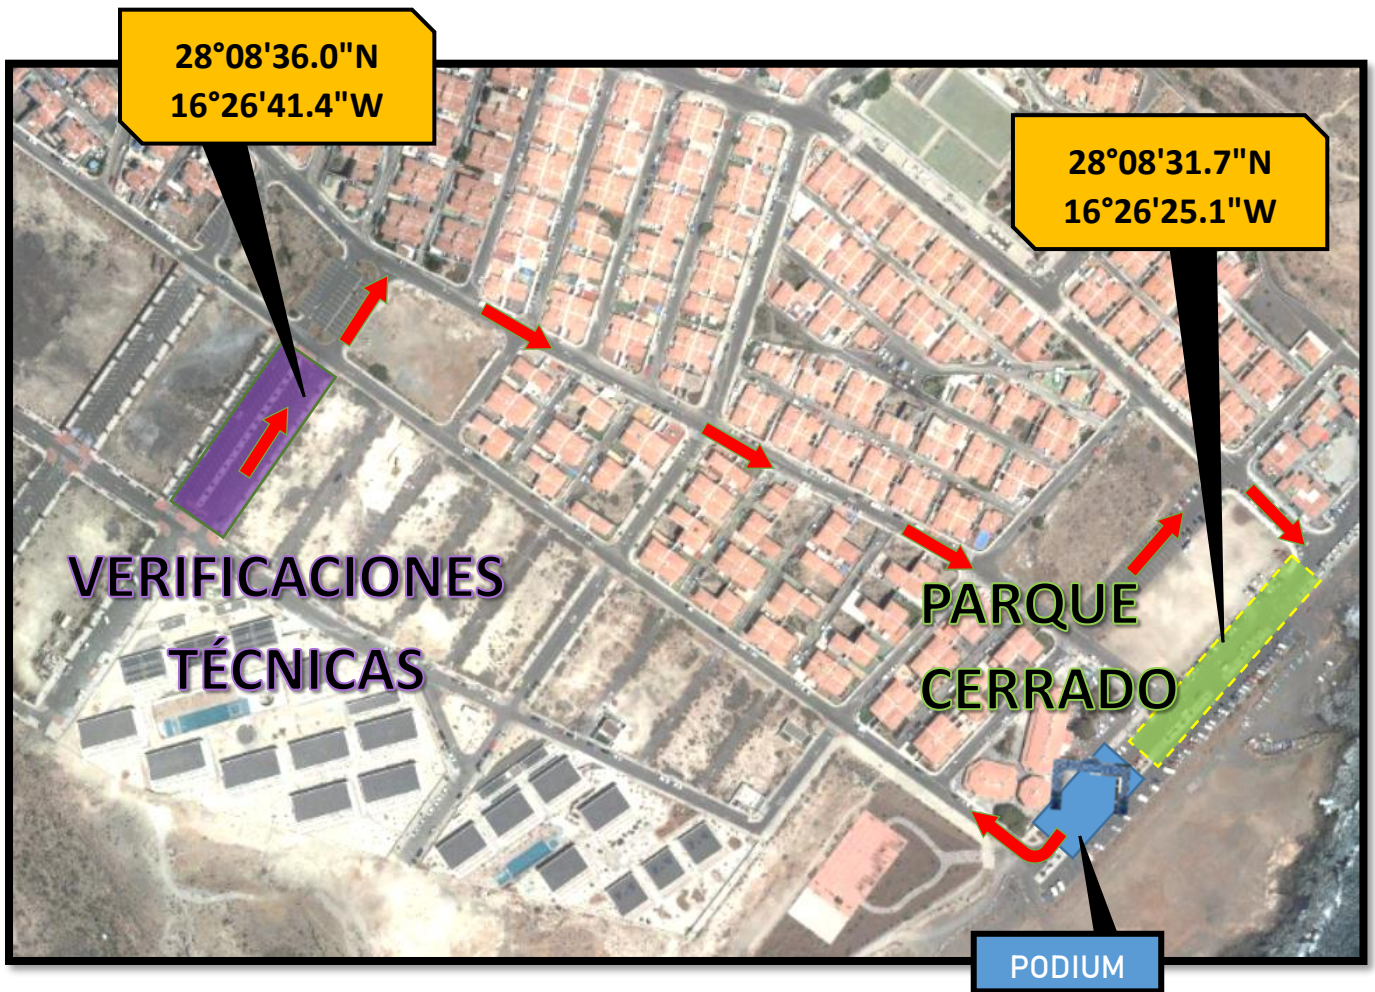 28°08'36.0"N
16°26'41.4"W
28°08'31.7"N
16°26'25.1"W
VERIFICACIONES
TÉCNICAS
PARQUE
CERRADO
PODIUM